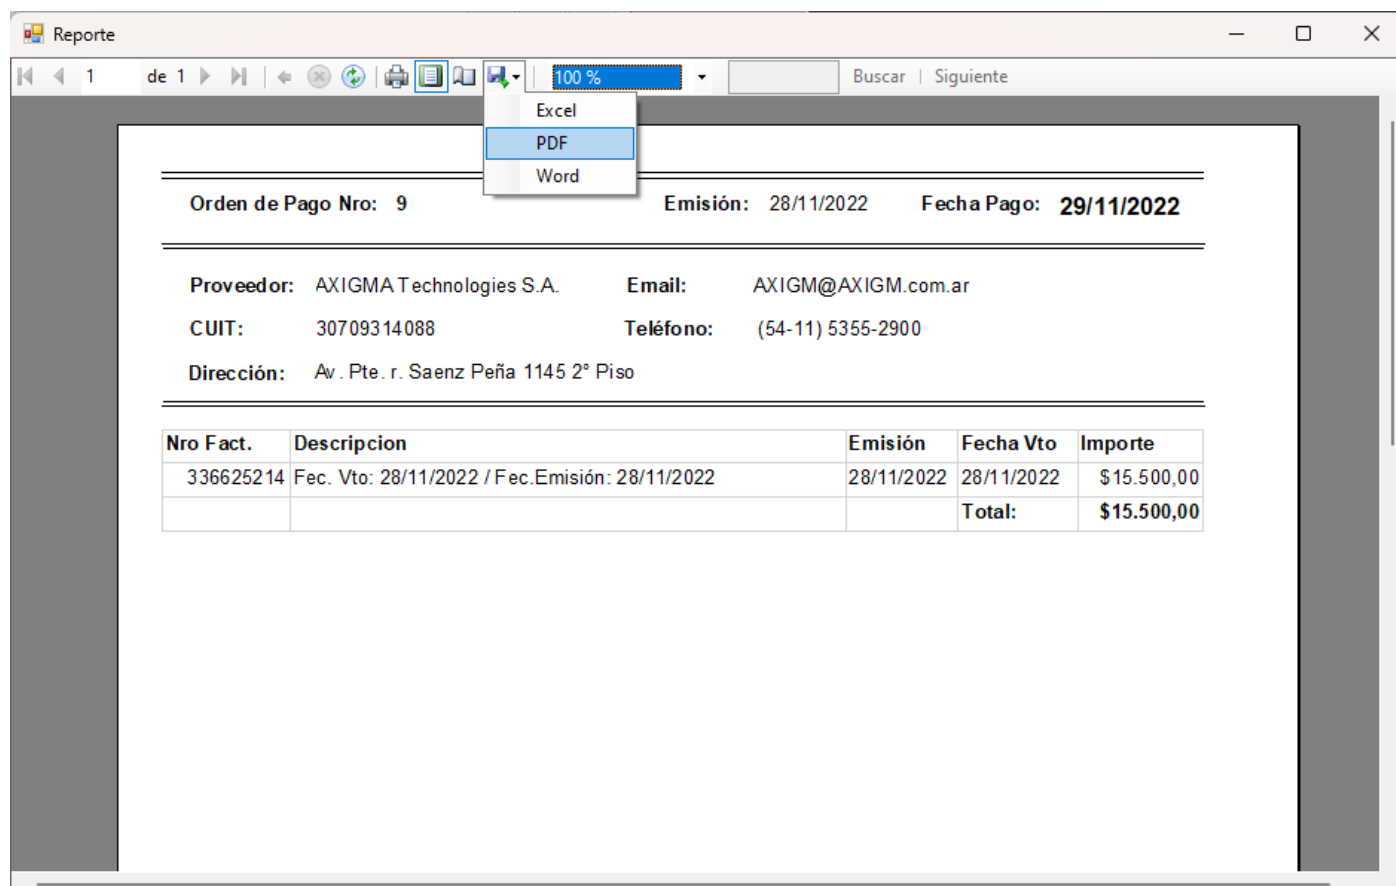 Reporte
1 de 1 100 % Buscar | Siguiente
Excel
PDF
Word
Orden de Pago Nro: 9 Emisión: 28/11/2022 Fecha Pago: 29/11/2022
Proveedor: AXIGMA Technologies S.A. Email: AXIGM@AXIGM.com.ar
CUIT: 30709314088 Teléfono: (54-11) 5355-2900
Dirección: Av. Pte. r. Saenz Peña 1145 2° Piso
Nro Fact. Descripcion Emisión Fecha Vto Importe
336625214 Fec. Vto: 28/11/2022 / Fec.Emisión: 28/11/2022 28/11/2022 28/11/2022 $15.500,00
Total: $15.500,00